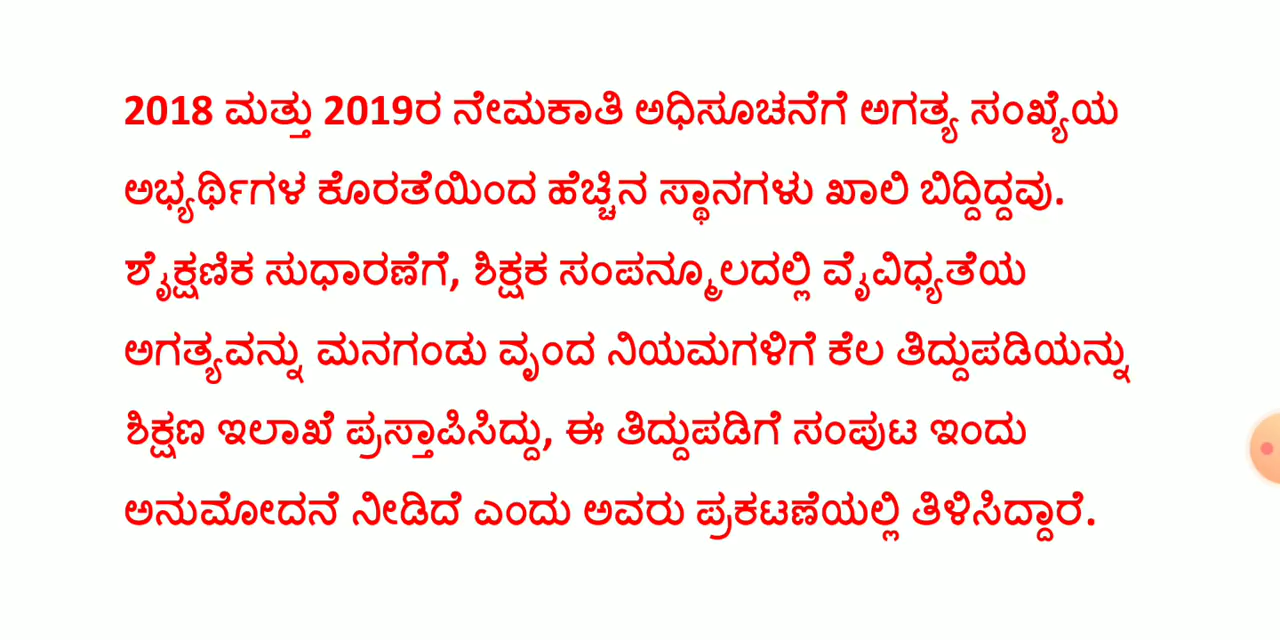 2018 ಮತ್ತು 2019ರ ನೇಮಕಾತಿ ಅಧಿಸೂಚನೆಗೆ ಅಗತ್ಯ ಸಂಖ್ಯೆಯ
ಅಭ್ಯರ್ಥಿಗಳ ಕೊರತೆಯಿಂದ ಹೆಚ್ಚಿನ ಸ್ಥಾನಗಳು ಖಾಲಿ ಬಿದ್ದಿದ್ದವು.
ಶೈಕ್ಷಣಿಕ ಸುಧಾರಣೆಗೆ, ಶಿಕ್ಷಕ ಸಂಪನ್ಮೂಲದಲ್ಲಿ ವೈವಿಧ್ಯತೆಯ
ಅಗತ್ಯವನ್ನು ಮನಗಂಡು ವೃಂದ ನಿಯಮಗಳಿಗೆ ಕೆಲ ತಿದ್ದುಪಡಿಯನ್ನು
ಶಿಕ್ಷಣ ಇಲಾಖೆ ಪ್ರಸ್ತಾಪಿಸಿದ್ದು, ಈ ತಿದ್ದುಪಡಿಗೆ ಸಂಪುಟ ಇಂದು
ಅನುಮೋದನೆ ನೀಡಿದೆ ಎಂದು ಅವರು ಪ್ರಕಟಣೆಯಲ್ಲಿ ತಿಳಿಸಿದ್ದಾರೆ.